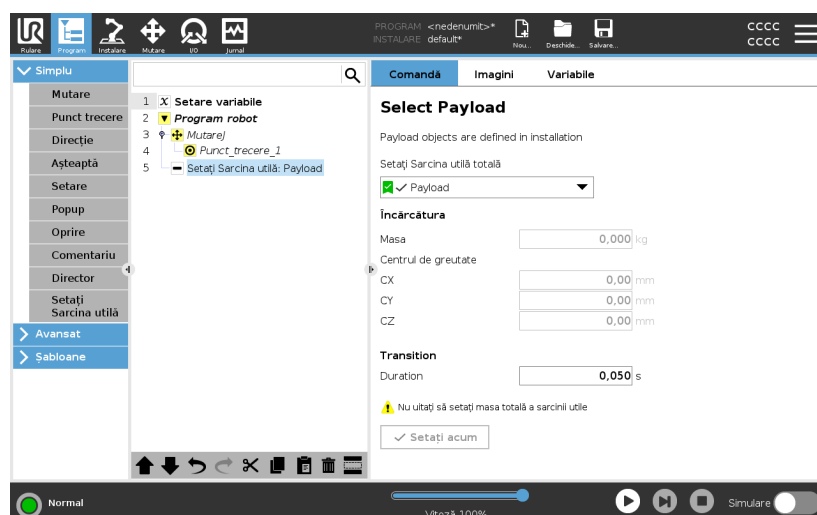 PROGRAM <nedenumit>*
INSTALARE default*
CCCC
CCCC
Rulare Program Instalare Mutare I/O Jurnal
Nou... Deschide... Salvare...
Simplu
Mutare
Punct trecere
Direcție
Așteaptă
Setare
Popup
Oprire
Comentariu
Director
Setați
Sarcina utilă
Avansat
Șabloane
1 X Setare variabile
2 Program robot
3 MutareJ
4 Punct_trecere_1
5 Setați Sarcina utilă: Payload
Comandă Imagini Variabile
Select Payload
Payload objects are defined in installation
Setați Sarcina utilă totală
Payload
Încărcătura
Masa 0,000 kg
Centrul de greutate
CX 0,00 mm
CY 0,00 mm
CZ 0,00 mm
Transition
Duration 0,050 s
Nu uitați să setați masa totală a sarcinii utile
Setați acum
Normal
Viteză 100%
Simulare